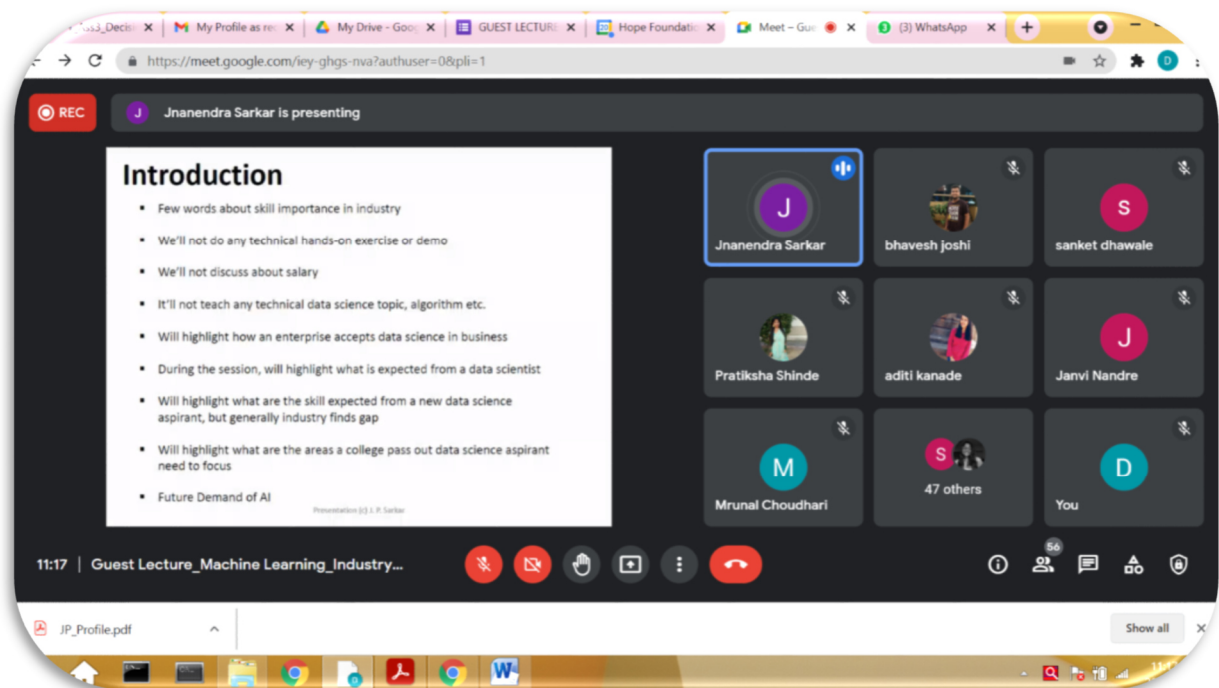 My Profile as rec
My Drive - Goog
GUEST LECTURE
Hope Foundatio
Meet – Gue
(3) WhatsApp
https://meet.google.com/iey-ghgs-nva?authuser=0&pli=1
D
REC
J
Jnanendra Sarkar is presenting
Introduction
▪ Few words about skill importance in industry
▪ We'll not do any technical hands-on exercise or demo
▪ We'll not discuss about salary
▪ It'll not teach any technical data science topic, algorithm etc.
▪ Will highlight how an enterprise accepts data science in business
▪ During the session, will highlight what is expected from a data scientist
▪ Will highlight what are the skill expected from a new data science
aspirant, but generally industry finds gap
▪ Will highlight what are the areas a college pass out data science aspirant
need to focus
▪ Future Demand of AI
Presentation (c) J. P. Sarkar
J
Jnanendra Sarkar
bhavesh joshi
S
sanket dhawale
Pratiksha Shinde
aditi kanade
J
Janvi Nandre
M
Mrunal Choudhari
S
47 others
D
You
11:17 | Guest Lecture_Machine Learning_Industry...
56
JP_Profile.pdf
Show all
W